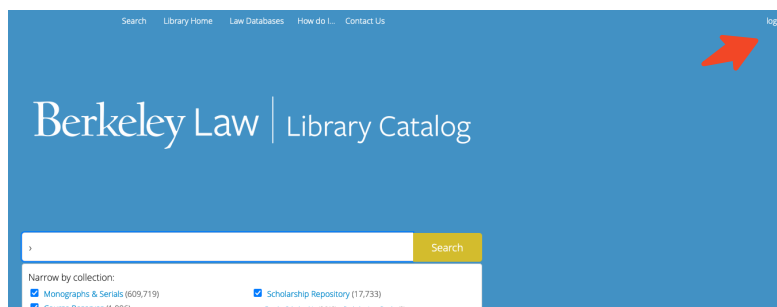 Search Library Home Law Databases How do I... Contact Us
Berkeley Law | Library Catalog
› Search
Narrow by collection:
Monographs & Serials (609,719) Scholarship Repository (17,733)